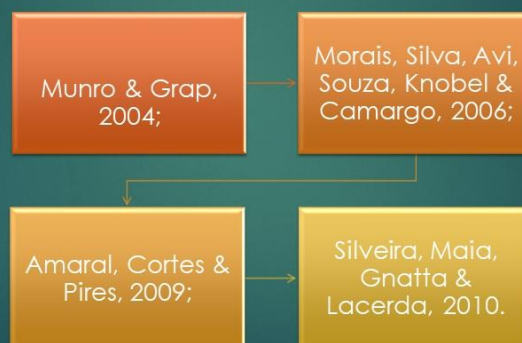 Munro & Grap,
2004;
Morais, Silva, Avi,
Souza, Knobel &
Camargo, 2006;
Amaral, Cortes &
Pires, 2009;
Silveira, Maia,
Gnatta &
Lacerda, 2010.